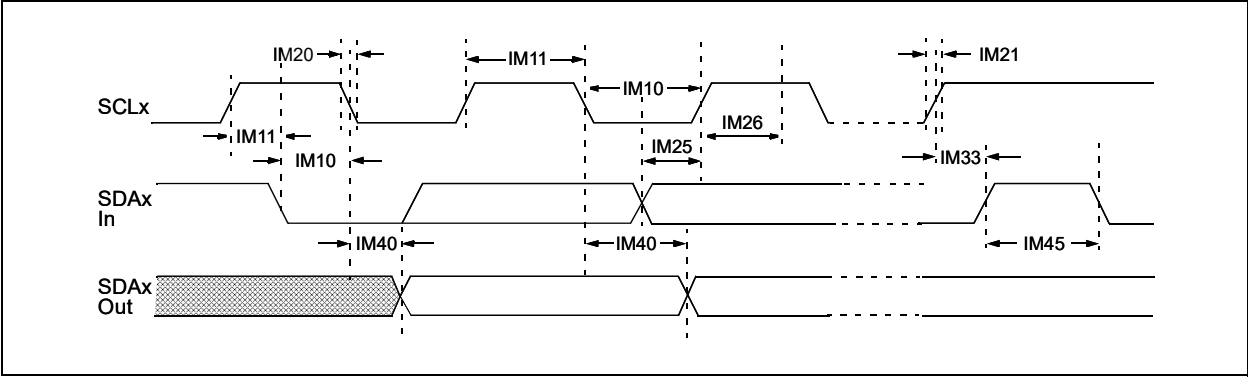 IM20
IM11
IM21
IM10
SCLx
IM11
IM26
IM25
IM10
IM33
SDAx
In
IM40
IM40
IM45
SDAx
Out